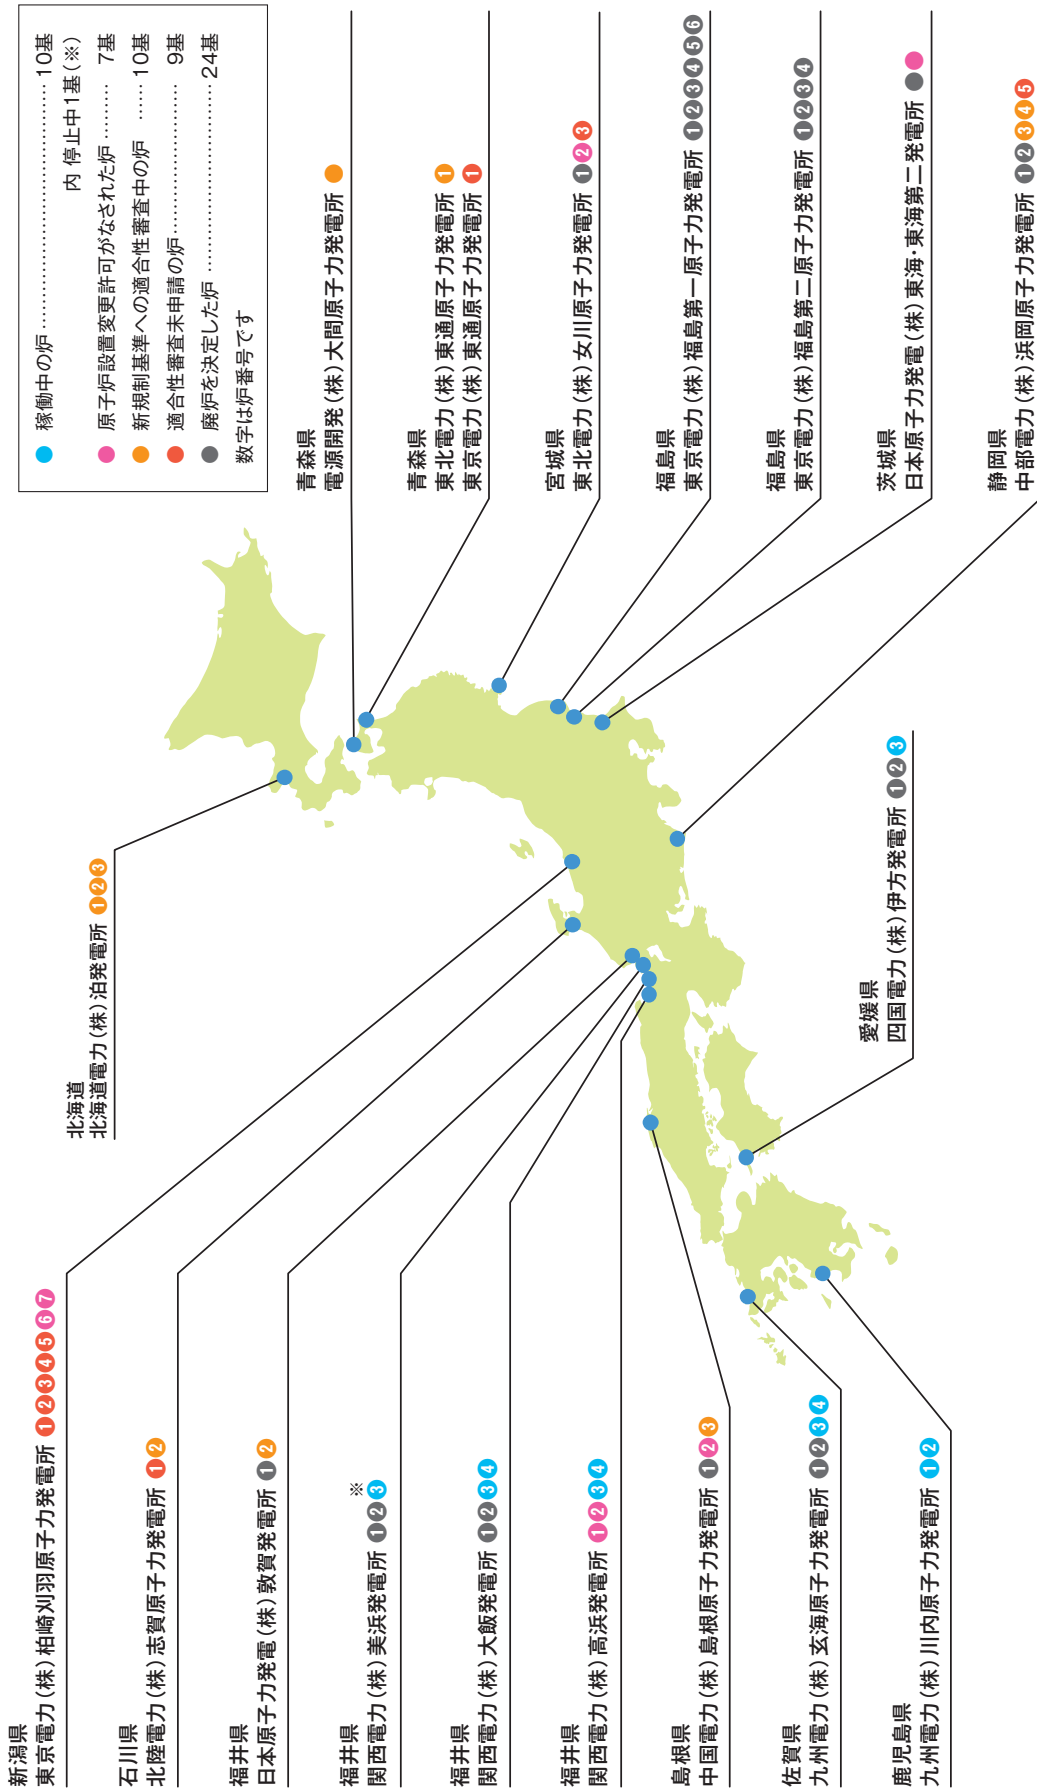 ● 稼働中の炉 …………………………… 10基
内 停止中1基(※)
● 原子炉設置変更許可がなされた炉 ……… 7基
● 新規制基準への適合性審査中の炉 …… 10基
● 適合性審査未申請の炉 ………………… 9基
● 廃炉を決定した炉 …………………… 24基
数字は炉番号です
北海道
北海道電力(株)泊発電所 ❶❷❸
青森県
電源開発(株)大間原子力発電所 ●
青森県
東北電力(株)東通原子力発電所 ❶
東京電力(株)東通原子力発電所 ❶
宮城県
東北電力(株)女川原子力発電所 ❶❷❸
福島県
東京電力(株)福島第一原子力発電所 ❶❷❸❹❺❻
福島県
東京電力(株)福島第二原子力発電所 ❶❷❸❹
茨城県
日本原子力発電(株)東海・東海第二発電所 ●●
静岡県
中部電力(株)浜岡原子力発電所 ❶❷❸❹❺
愛媛県
四国電力(株)伊方発電所 ❶❷❸
新潟県
東京電力(株)柏崎刈羽原子力発電所 ❶❷❸❹❺❻❼
石川県
北陸電力(株)志賀原子力発電所 ❶❷
福井県
日本原子力発電(株)敦賀発電所 ❶❷
福井県
※
関西電力(株)美浜発電所 ❶❷❸
福井県
関西電力(株)大飯発電所 ❶❷❸❹
福井県
関西電力(株)高浜発電所 ❶❷❸❹
島根県
中国電力(株)島根原子力発電所 ❶❷❸
佐賀県
九州電力(株)玄海原子力発電所 ❶❷❸❹
鹿児島県
九州電力(株)川内原子力発電所 ❶❷